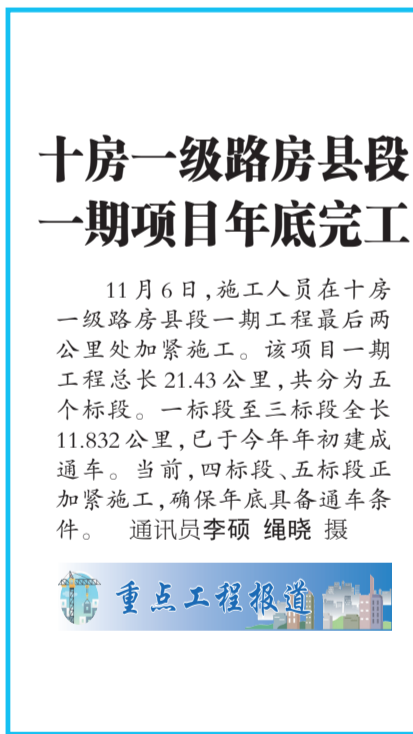 十房一级路房县段
一期项目年底完工
11月6日，施工人员在十房
一级路房县段一期工程最后两
公里处加紧施工。该项目一期
工程总长21.43公里，共分为五
个标段。一标段至三标段全长
11.832公里，已于今年年初建成
通车。当前，四标段、五标段正
加紧施工，确保年底具备通车条
件。 通讯员李硕 绳晓 摄
重点工程报道